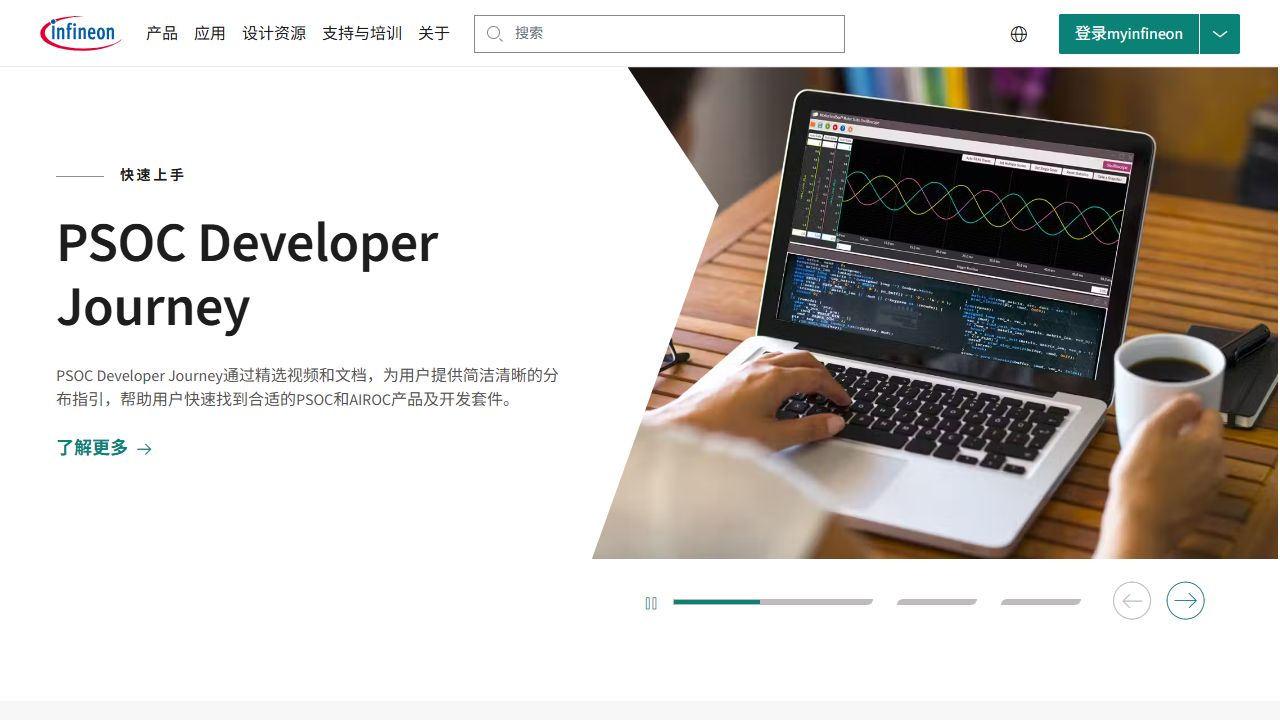 infineon
产品 应用 设计资源 支持与培训 关于
搜索
登录myinfineon
快速上手
PSOC Developer
Journey
PSOC Developer Journey通过精选视频和文档，为用户提供简洁清晰的分
布指引，帮助用户快速找到合适的PSOC和AIROC产品及开发套件。
了解更多